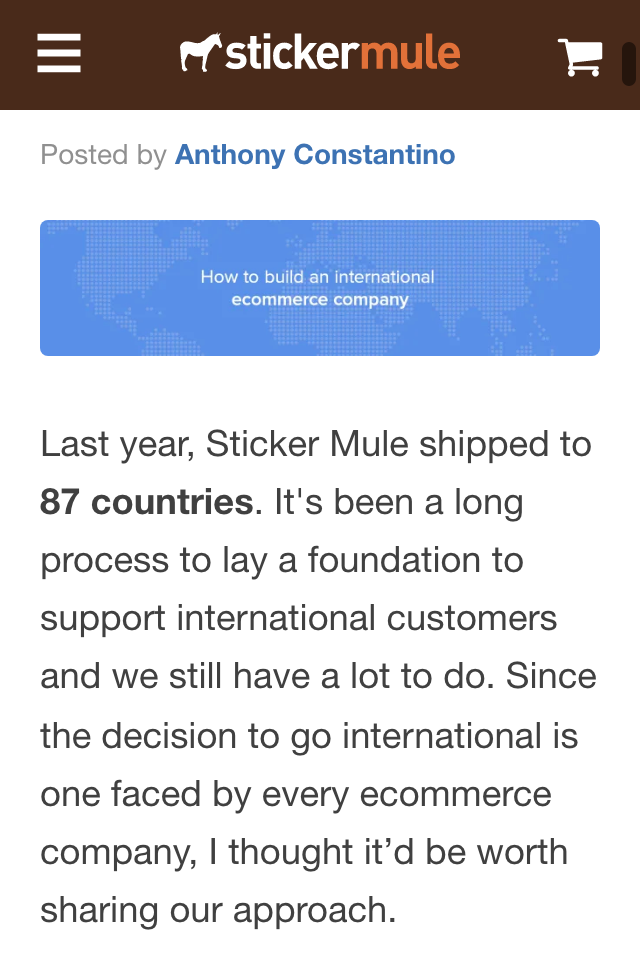 stickermule
Posted by Anthony Constantino
How to build an international
ecommerce company
Last year, Sticker Mule shipped to
87 countries. It's been a long
process to lay a foundation to
support international customers
and we still have a lot to do. Since
the decision to go international is
one faced by every ecommerce
company, I thought it’d be worth
sharing our approach.